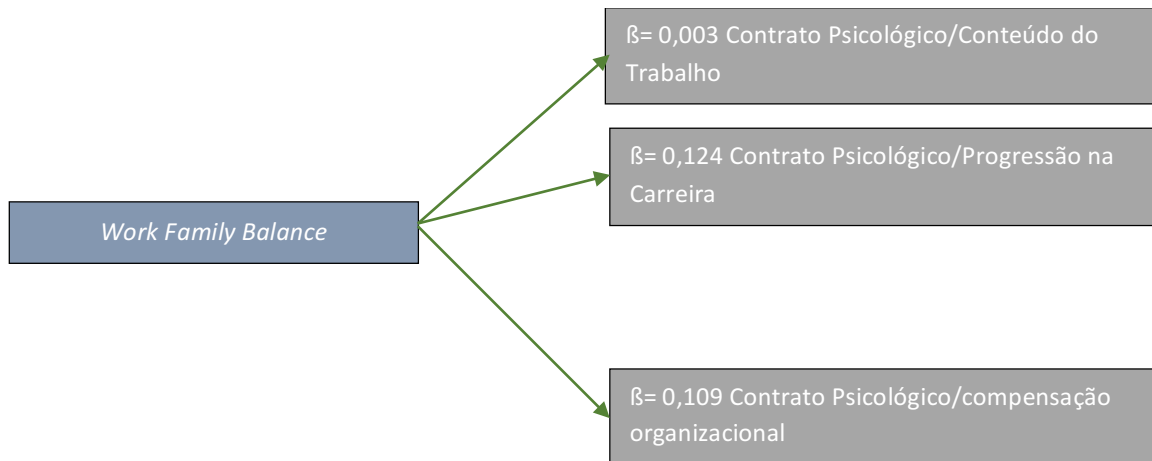 ß= 0,003 Contrato Psicológico/Conteúdo do
Trabalho
ß= 0,124 Contrato Psicológico/Progressão na
Carreira
Work Family Balance
ß= 0,109 Contrato Psicológico/compensação
organizacional